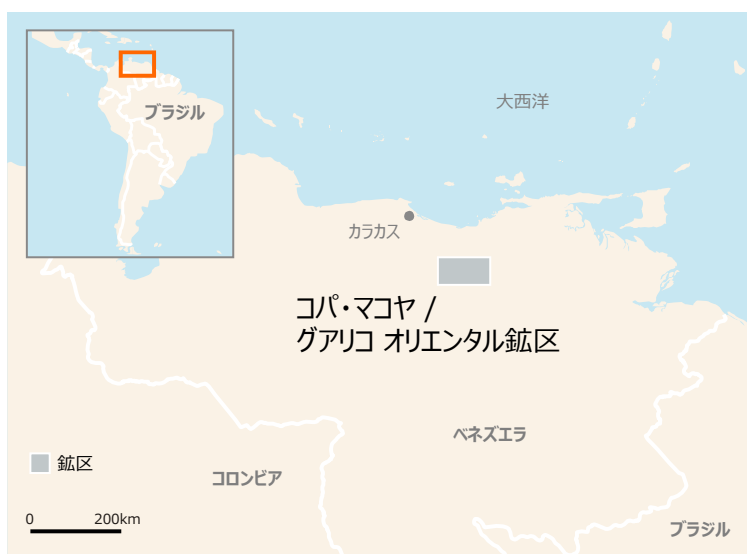 ブラジル
大西洋
カラカス
コパ・マコヤ /
グアリコ オリエンタル鉱区
ベネズエラ
鉱区
コロンビア
0 200km
ブラジル